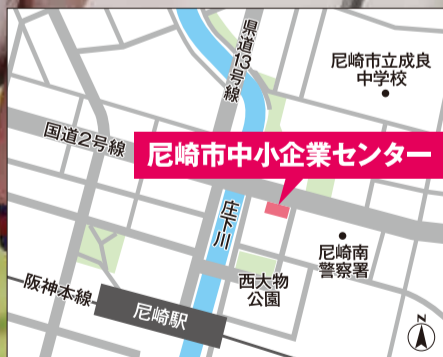 県道13号線
尼崎市立成良
中学校
国道2号線
尼崎市中小企業センター
庄下川
尼崎南
警察署
西大物
公園
阪神本線
尼崎駅
N